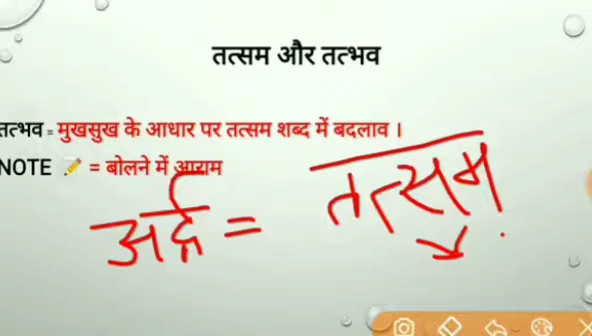 तत्सम और तत्भव
तत्भव = मुखसुख के आधार पर तत्सम शब्द में बदलाव ।
NOTE 📝 = बोलने में आराम
अर्द्र = तत्सम